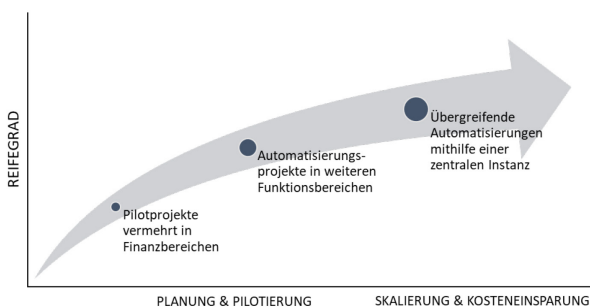 REIFEGRAD
Übergreifende
Automatisierungen
mithilfe einer
zentralen Instanz
Automatisierungs-
projekte in weiteren
Funktionsbereichen
Pilotprojekte
vermehrt in
Finanzbereichen
PLANUNG & PILOTIERUNG
SKALIERUNG & KOSTENEINSPARUNG